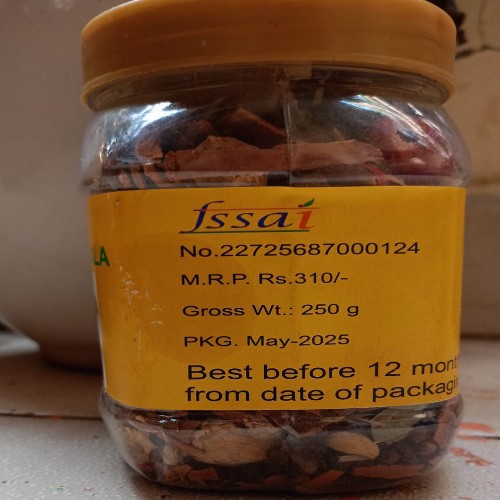 fssai
LA
No.22725687000124
M.R.P. Rs.310/-
Gross Wt.: 250 g
PKG. May-2025
Best before 12 mont
from date of packagi